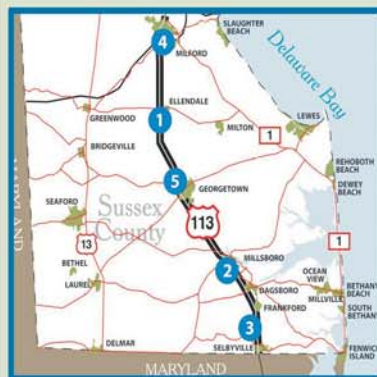 SLAUGHTER
BEACH
4
MILFORD
Delaware Bay
ELLENDALE
GREENWOOD
1
MILTON
LEWES
1
BRIDGEVILLE
REHOBOTH
BEACH
5
GEORGETOWN
DEWEY
BEACH
SEAFORD
Sussex
County
113
MARYLAND
13
1
BETHEL
MILLSBORO
2
LAUREL
DAGSBORO
OCEAN
VIEW
BETHANY
BEACH
MILLVILLE
FRANKFORD
SOUTH
BETHANY
3
DELMAR
SELBYVILLE
FENWICK
ISLAND
MARYLAND